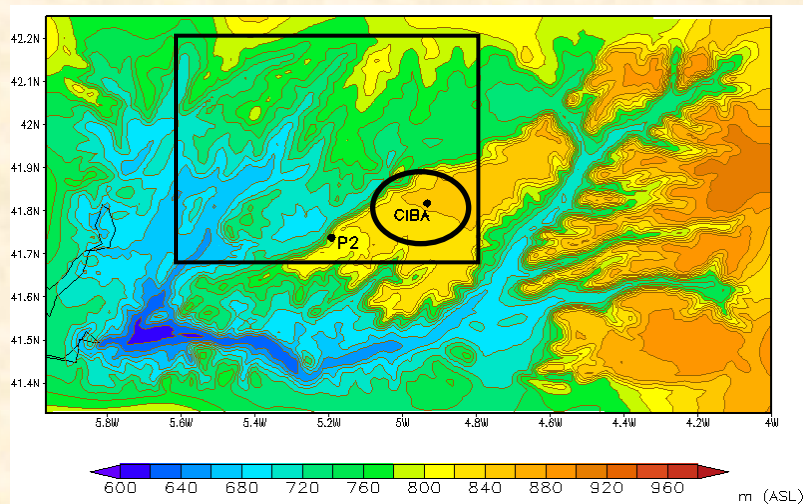 42.2N
42.1N
42N
41.9N
CIBA
41.8N
P2
41.7N
41.6N
41.5N
41.4N
5.8W 5.6W 5.4W 5.2W 5W 4.8W 4.6W 4.4W 4.2W 4W
600 640 680 720 760 800 840 880 920 960
m (ASL)